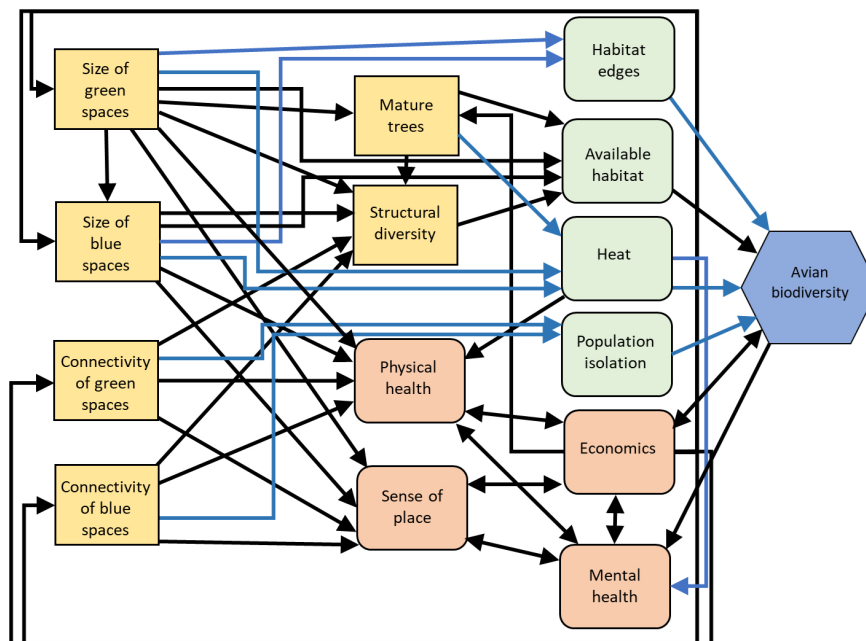 Size of
green
spaces
Mature
trees
Habitat
edges
Available
habitat
Size of
blue
spaces
Structural
diversity
Heat
Avian
biodiversity
Connectivity
of green
spaces
Physical
health
Population
isolation
Economics
Connectivity
of blue
spaces
Sense of
place
Mental
health